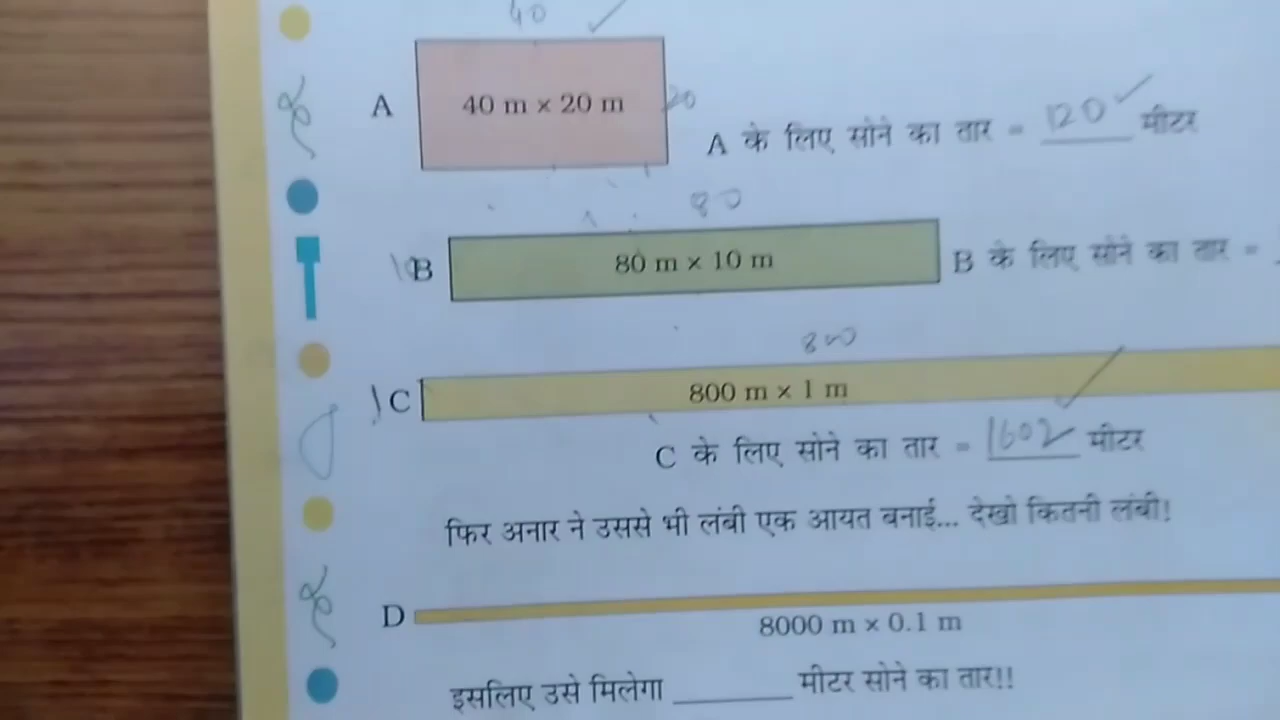 40
A 40 m × 20 m 20
A के लिए सोने का तार = 120 मीटर
80
B 80 m × 10 m B के लिए सोने का तार =
800
C 800 m × 1 m
C के लिए सोने का तार = 1602 मीटर
फिर अनार ने उससे भी लंबी एक आयत बनाई... देखो कितनी लंबी!
D
8000 m × 0.1 m
इसलिए उसे मिलेगा ________ मीटर सोने का तार!!